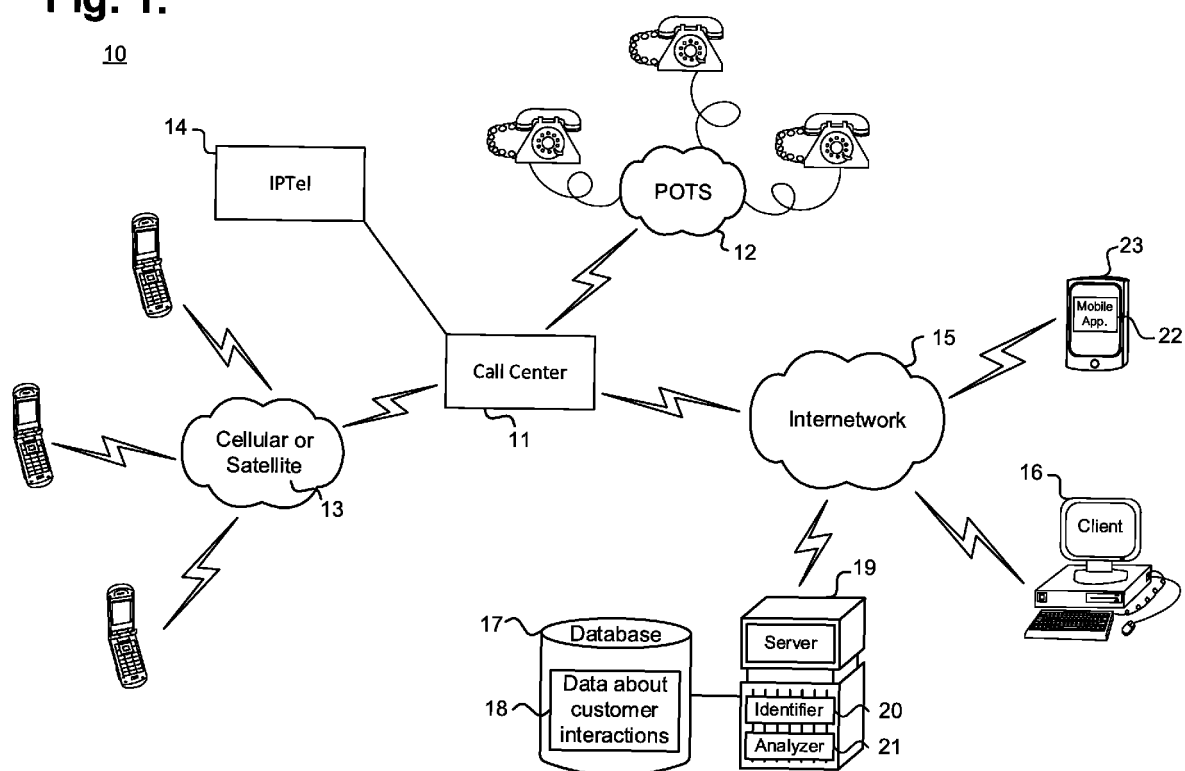 Fig. 1.
10
14
IPTel
POTS
12
23
Mobile
App.
22
15
Call Center
11
Internetwork
Cellular or
Satellite
13
16
Client
19
17
Database
Server
Data about
customer
interactions
18
Identifier
20
Analyzer
21